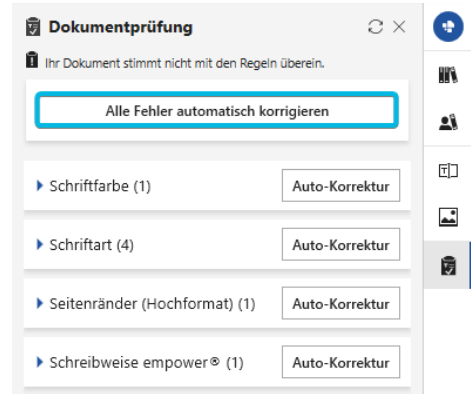 Dokumentprüfung
Ihr Dokument stimmt nicht mit den Regeln überein.
Alle Fehler automatisch korrigieren
Schriftfarbe (1) Auto-Korrektur
Schriftart (4) Auto-Korrektur
Seitenränder (Hochformat) (1) Auto-Korrektur
Schreibweise empower® (1) Auto-Korrektur